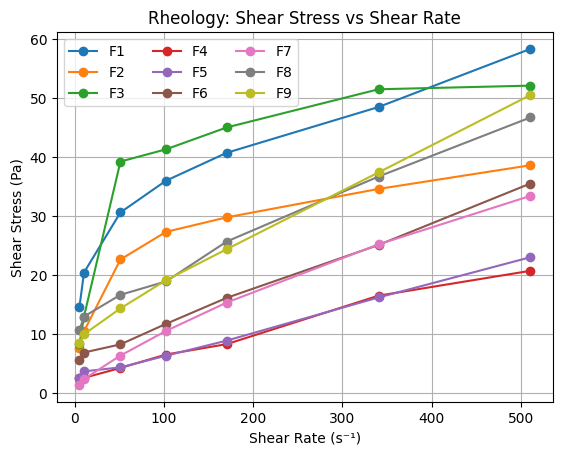 Rheology: Shear Stress vs Shear Rate
F1 F4 F7
F2 F5 F8
F3 F6 F9
60
50
40
30
20
10
0
Shear Stress (Pa)
0 100 200 300 400 500
Shear Rate (s⁻¹)